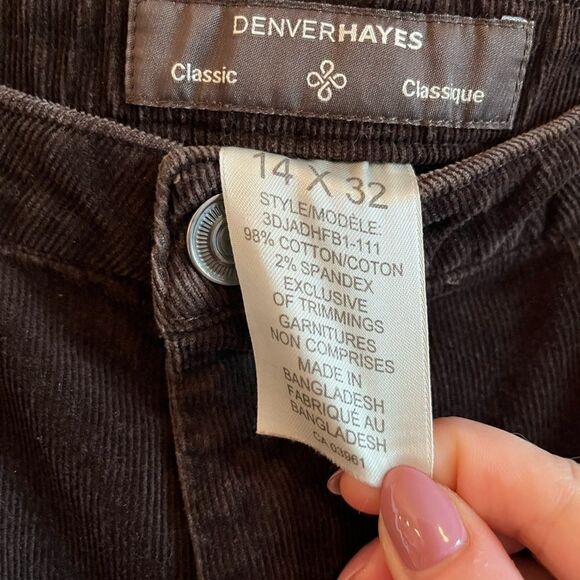 DENVERHAYES
Classic
Classique
14 X 32
STYLE/MODÈLE:
3DJADHFB1-111
98% COTTON/COTON
2% SPANDEX
EXCLUSIVE
OF TRIMMINGS
GARNITURES
NON COMPRISES
MADE IN
BANGLADESH
FABRIQUÉ AU
BANGLADESH
CA 03961